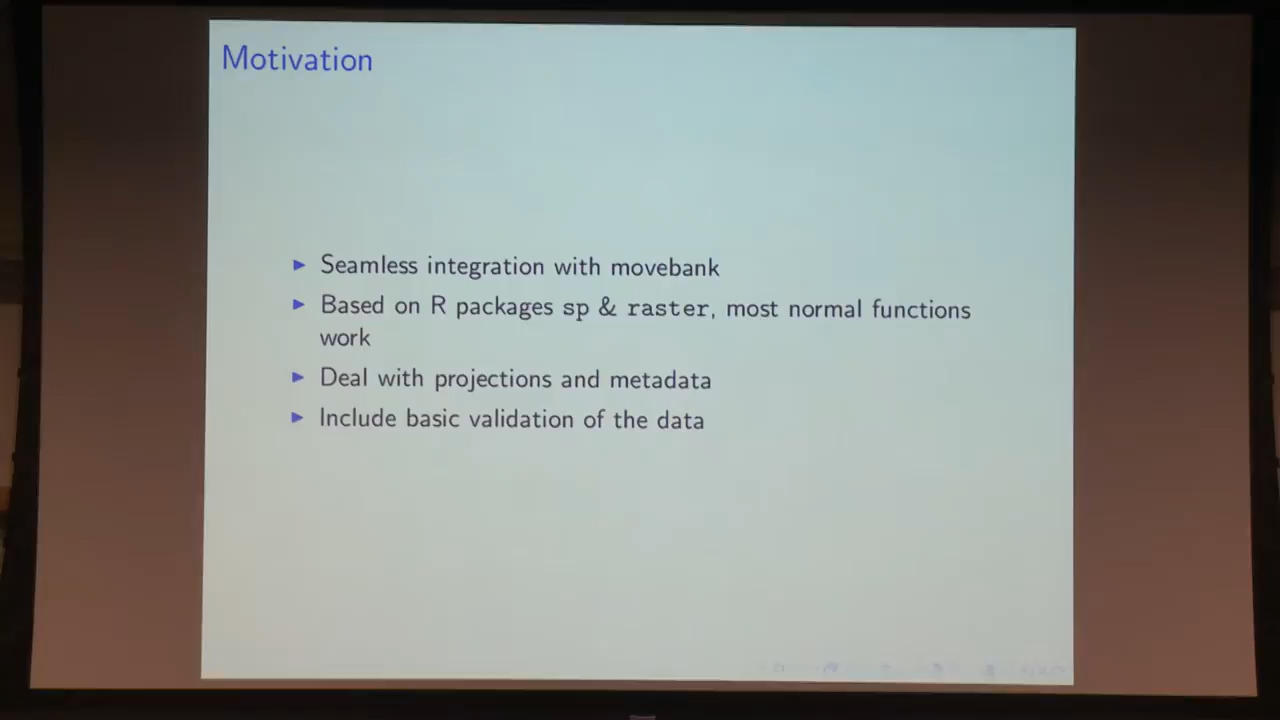 Motivation
▶ Seamless integration with movebank
▶ Based on R packages sp & raster, most normal functions
work
▶ Deal with projections and metadata
▶ Include basic validation of the data